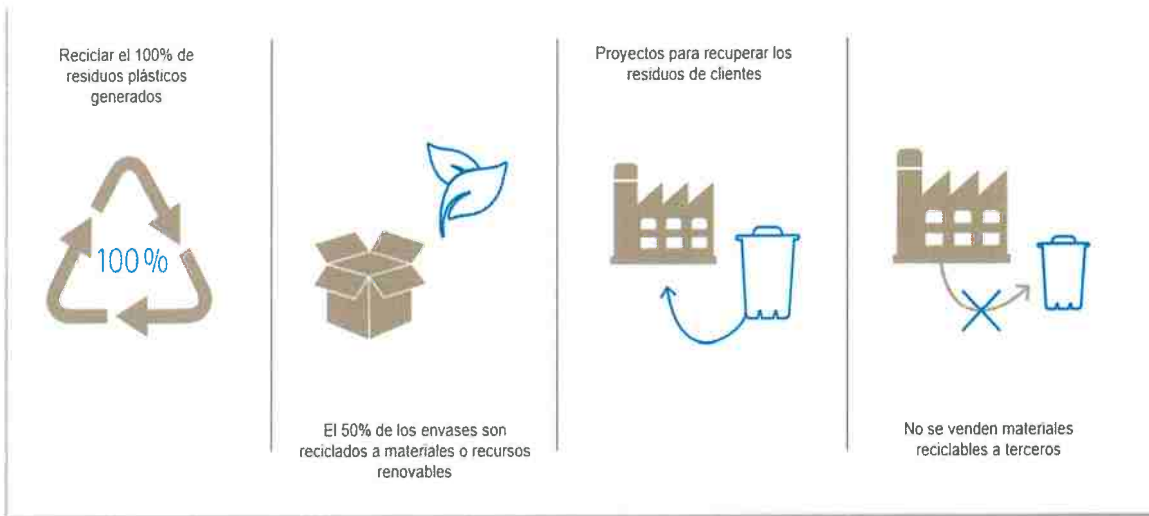 Reciclar el 100% de
residuos plásticos
generados
100%
El 50% de los envases son
reciclados a materiales o recursos
renovables
Proyectos para recuperar los
residuos de clientes
No se venden materiales
reciclables a terceros